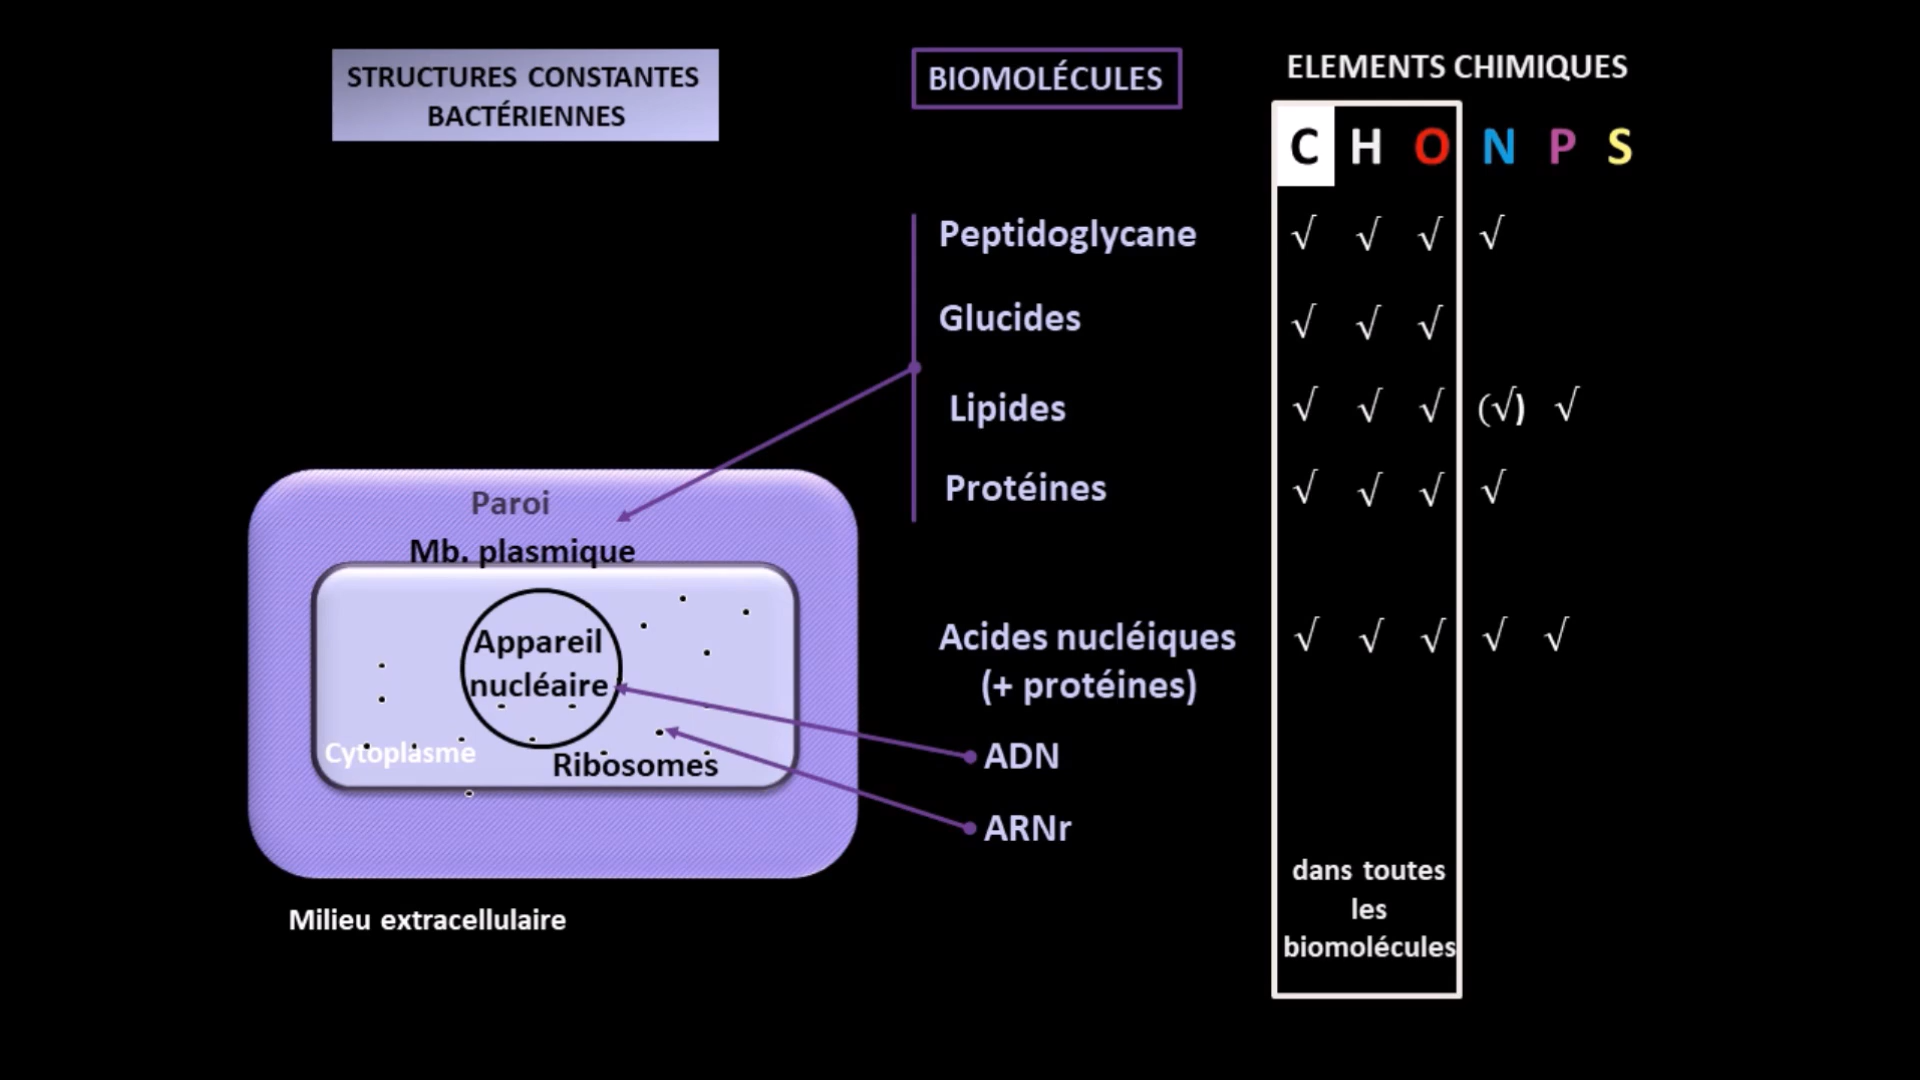 STRUCTURES CONSTANTES
BACTÉRIENNES
BIOMOLÉCULES
ELEMENTS CHIMIQUES
C H O N P S
Peptidoglycane √ √ √ √
Glucides √ √ √
Lipides √ √ √ (√) √
Protéines √ √ √ √
Acides nucléiques √ √ √ √ √
(+ protéines)
ADN
ARNr
dans toutes
les
biomolécules
Paroi
Mb. plasmique
Appareil
nucléaire
Cytoplasme
Ribosomes
Milieu extracellulaire